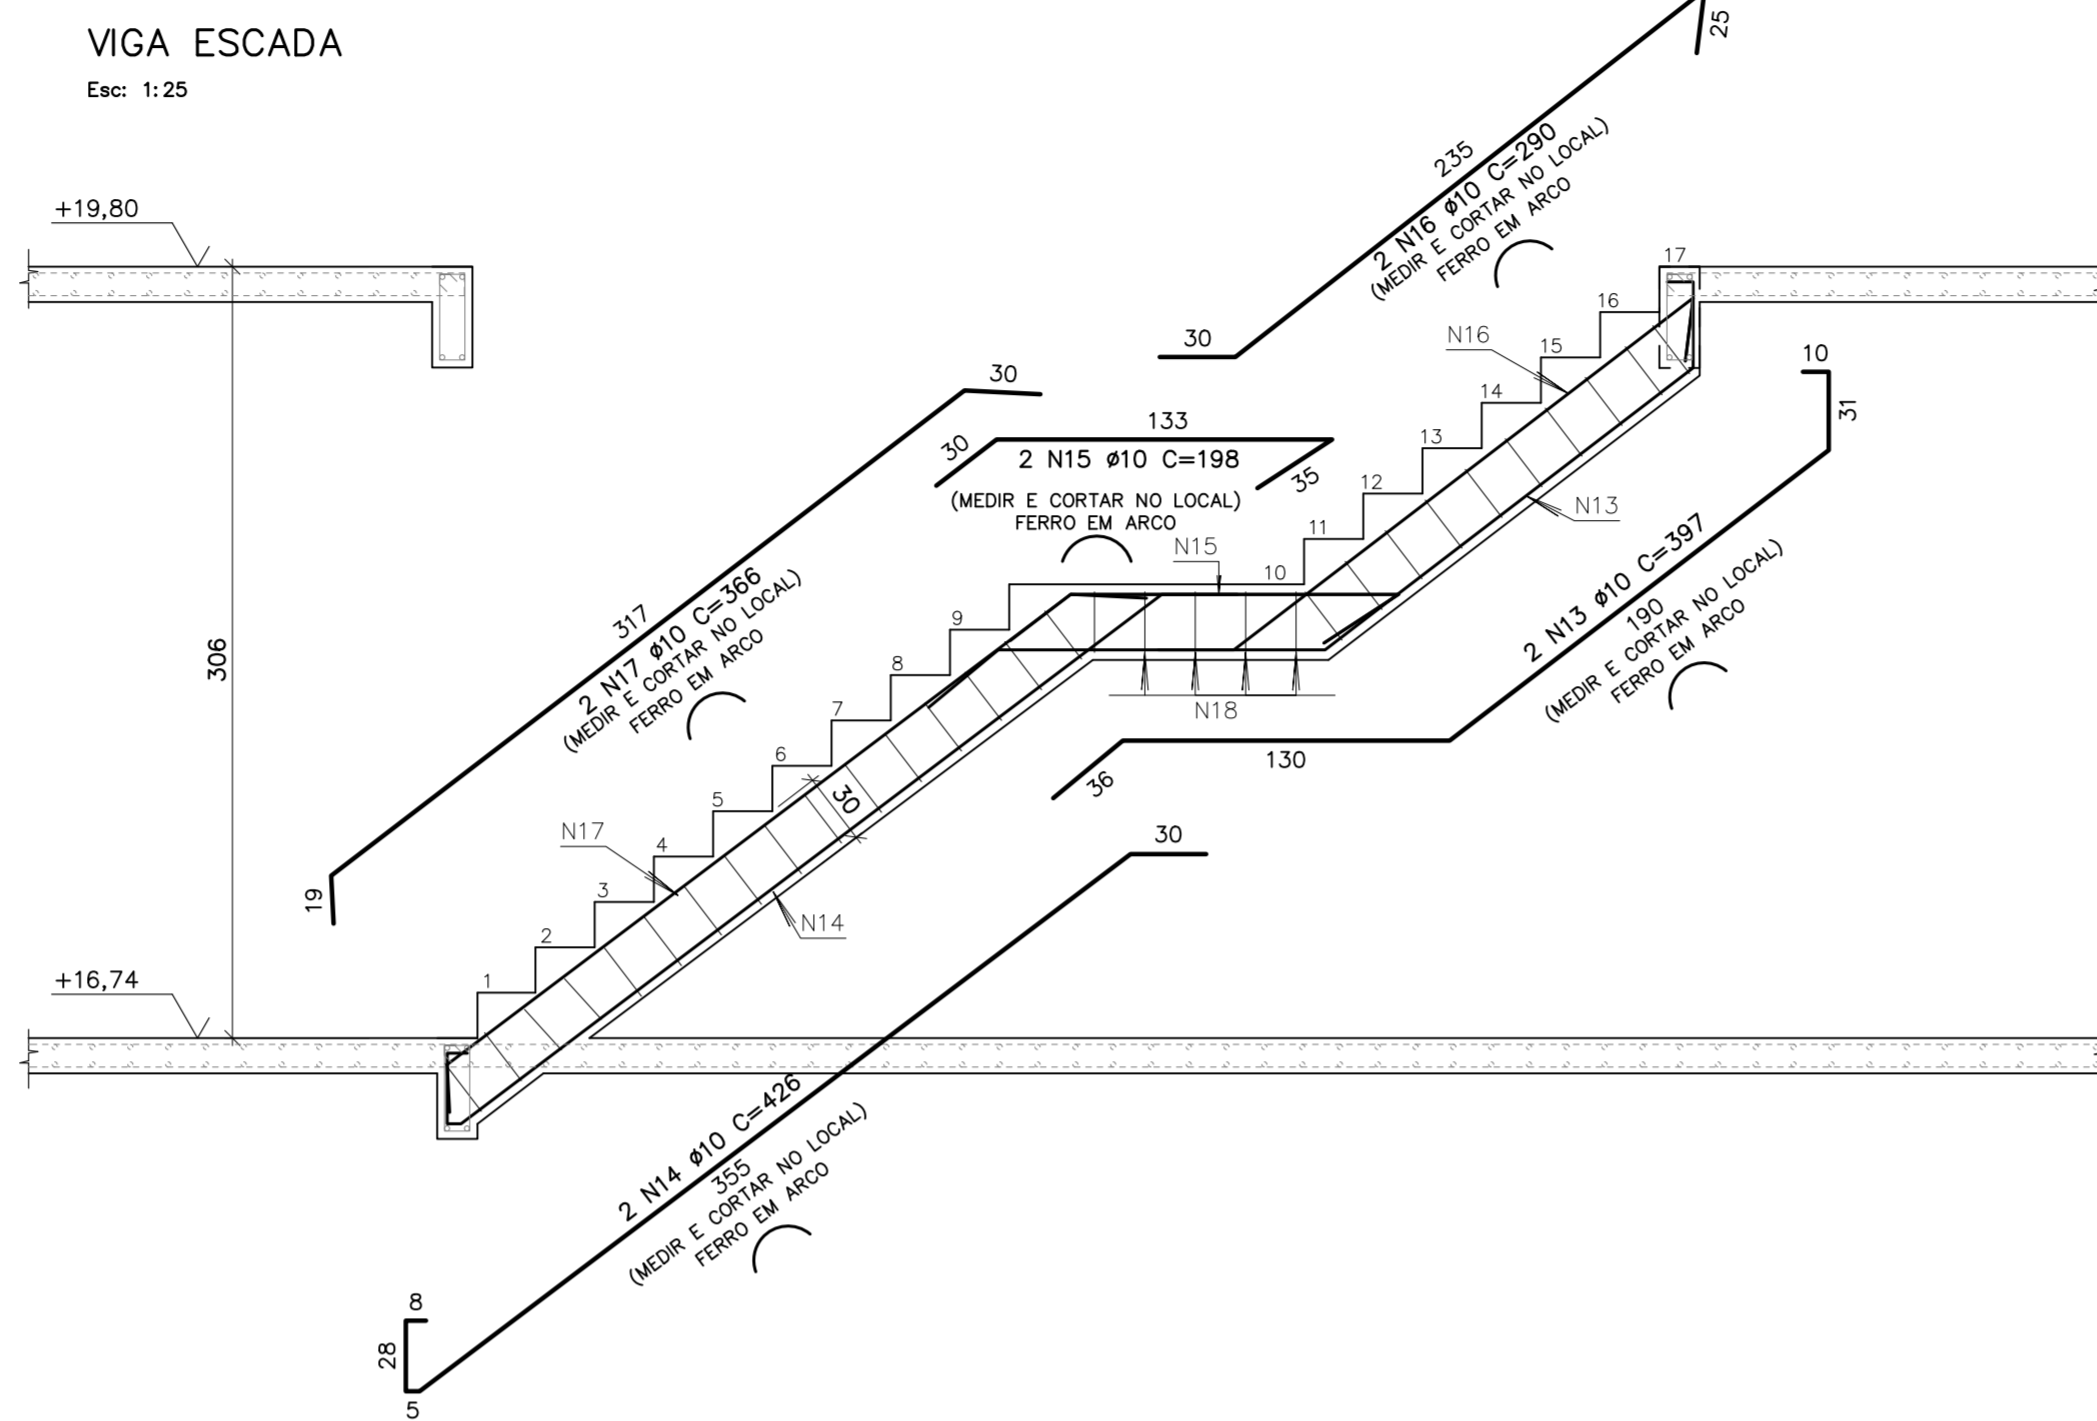 VIGA ESCADA
Esc: 1:25
25
235
2 N16 ø10 C=290
(MEDIR E CORTAR NO LOCAL)
FERRO EM ARCO
30
+19,80
306
+16,74
17
16
15
14
13
12
11
10
9
8
7
6
5
4
3
2
1
N16
10
31
N13
2 N13 ø10 C=397
190
(MEDIR E CORTAR NO LOCAL)
FERRO EM ARCO
130
36
30
133
30
2 N15 ø10 C=198
35
(MEDIR E CORTAR NO LOCAL)
FERRO EM ARCO
N15
N18
317
2 N17 ø10 C=366
(MEDIR E CORTAR NO LOCAL)
FERRO EM ARCO
19
N17
30
N14
30
2 N14 ø10 C=426
355
(MEDIR E CORTAR NO LOCAL)
FERRO EM ARCO
8
28
5